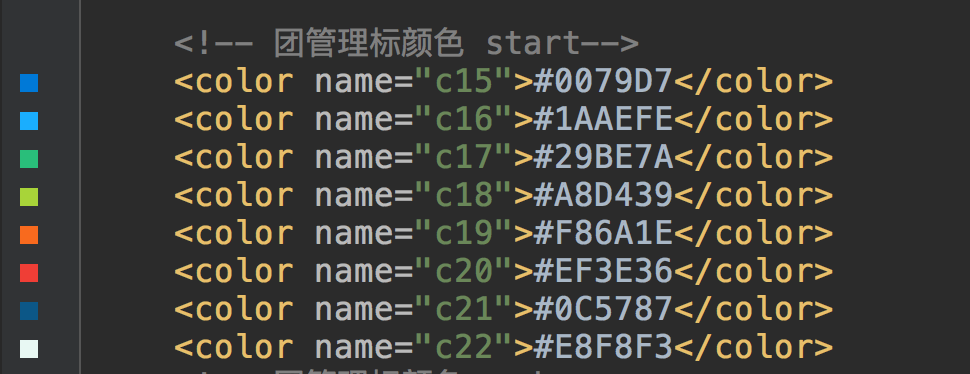 <!-- 团管理标颜色 start-->
<color name="c15">#0079D7</color>
<color name="c16">#1AAEFE</color>
<color name="c17">#29BE7A</color>
<color name="c18">#A8D439</color>
<color name="c19">#F86A1E</color>
<color name="c20">#EF3E36</color>
<color name="c21">#0C5787</color>
<color name="c22">#E8F8F3</color>